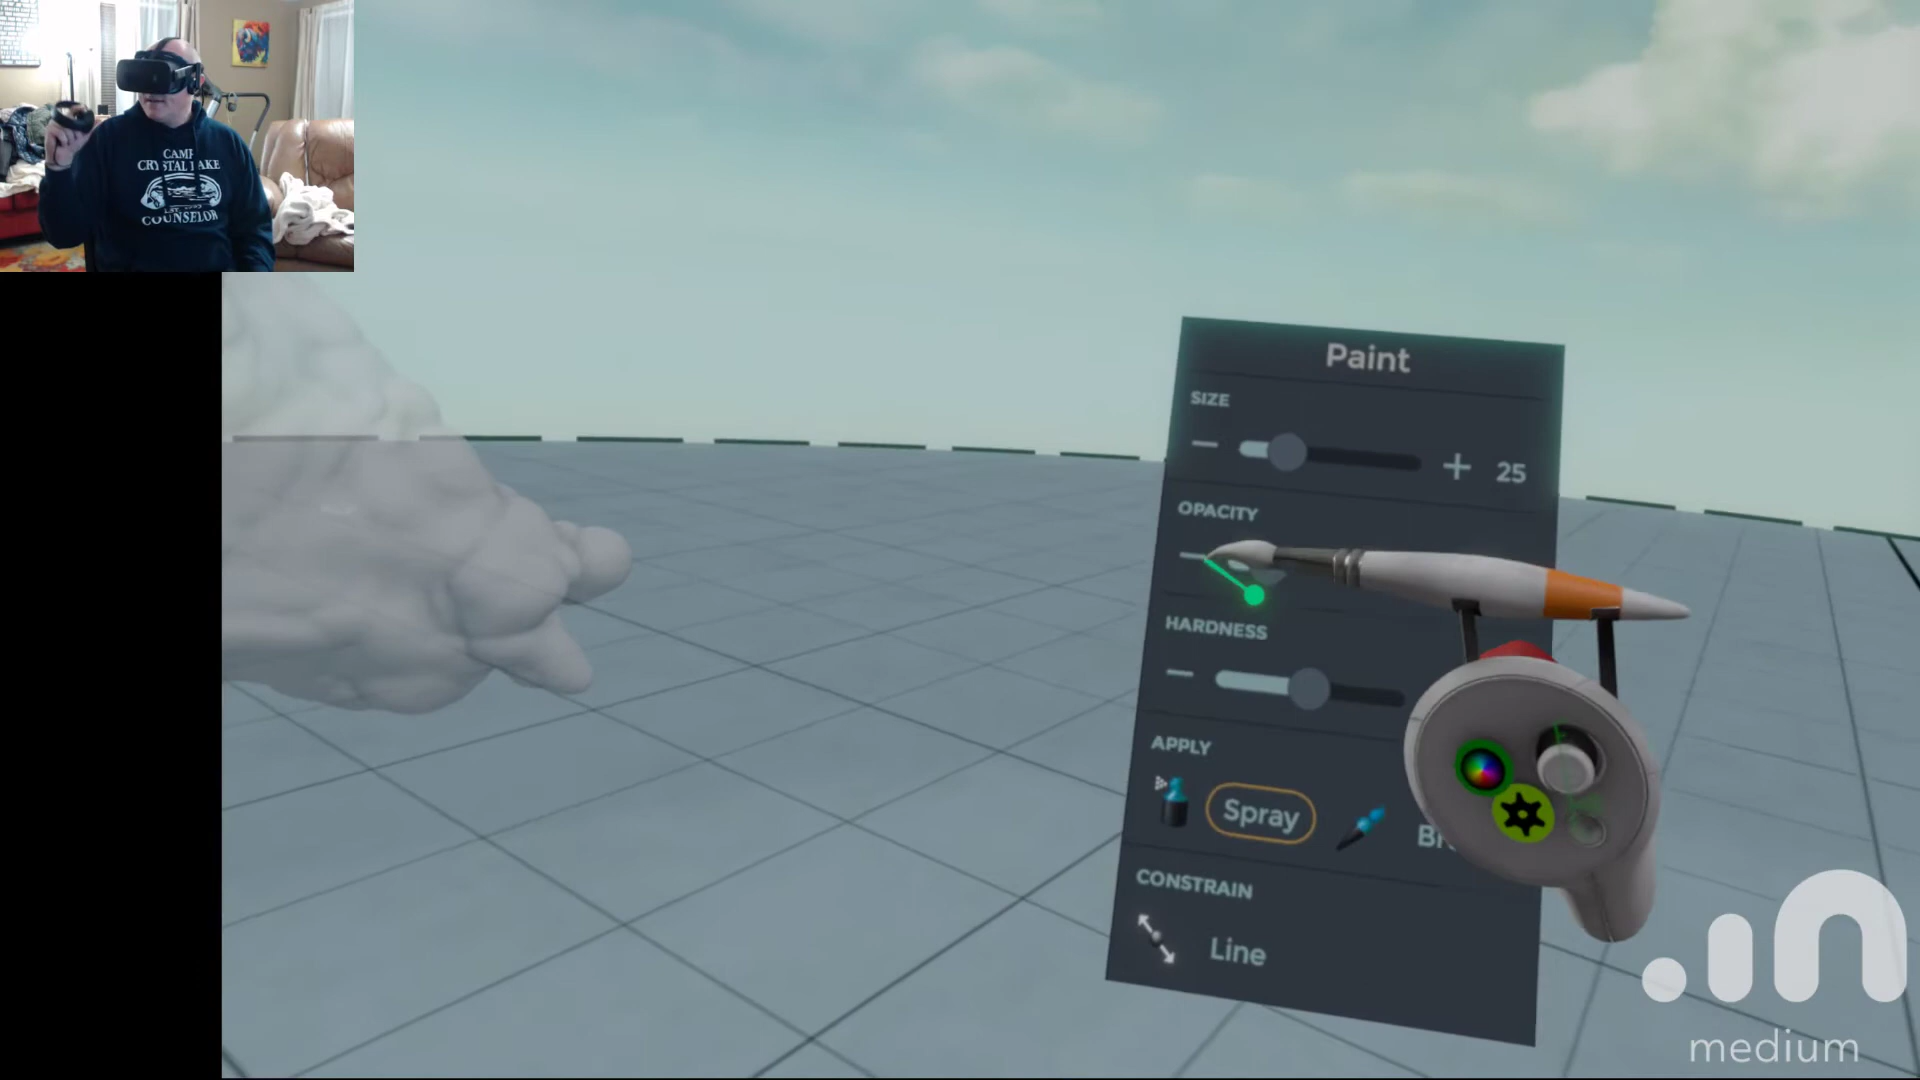 CAMP
CRYSTAL LAKE
COUNSELOR
Paint
SIZE
25
OPACITY
HARDNESS
APPLY
Spray
CONSTRAIN
Line
medium